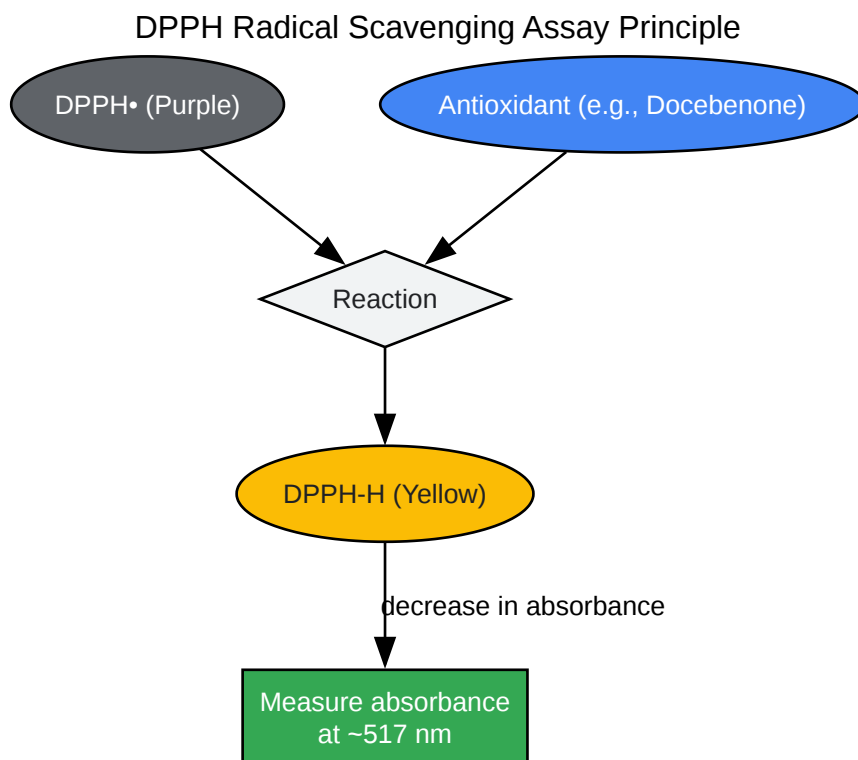 DPPH Radical Scavenging Assay Principle
DPPH• (Purple)
Antioxidant (e.g., Docebenone)
Reaction
DPPH-H (Yellow)
decrease in absorbance
Measure absorbance
at ~517 nm